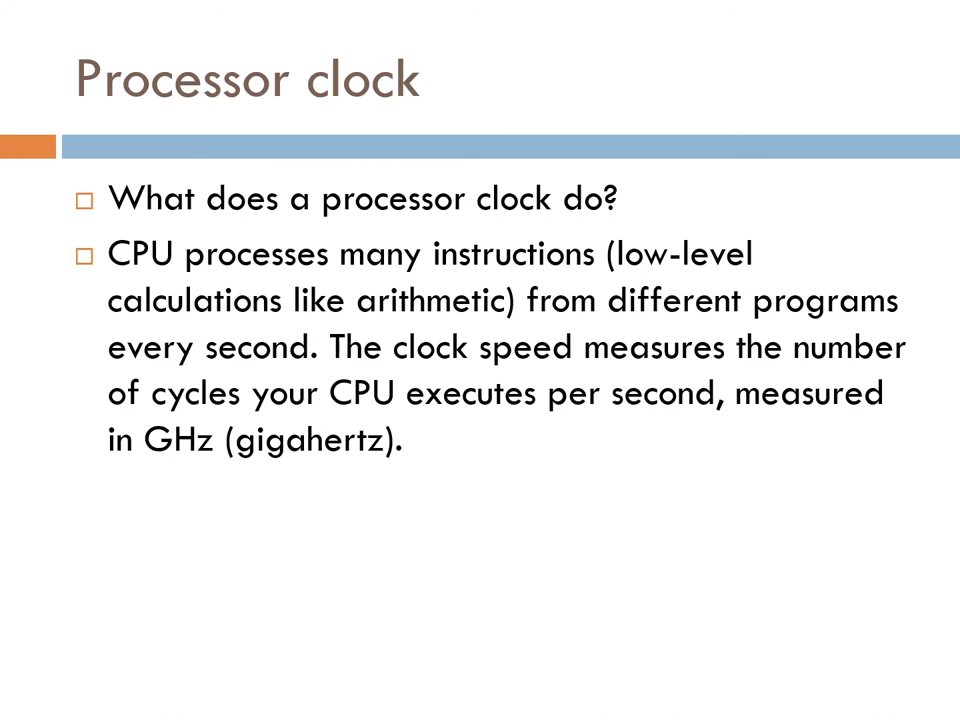 Processor clock
What does a processor clock do?
CPU processes many instructions (low-level
calculations like arithmetic) from different programs
every second. The clock speed measures the number
of cycles your CPU executes per second, measured
in GHz (gigahertz).